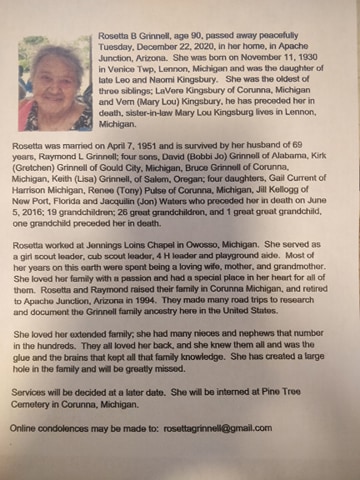 Rosetta B Grinnell, age 90, passed away peacefully
Tuesday, December 22, 2020, in her home, in Apache
Junction, Arizona. She was born on November 11, 1930
in Venice Twp, Lennon, Michigan and was the daughter of
late Leo and Naomi Kingsbury. She was the oldest of
three siblings; LaVere Kingsbury of Corunna, Michigan
and Vern (Mary Lou) Kingsbury, he has preceded her in
death, sister-in-law Mary Lou Kingsburg lives in Lennon,
Michigan.
Rosetta was married on April 7, 1951 and is survived by her husband of 69
years, Raymond L Grinnell; four sons, David (Bobbi Jo) Grinnell of Alabama, Kirk
(Gretchen) Grinnell of Gould City, Michigan, Bruce Grinnell of Corunna,
Michigan, Keith (Lisa) Grinnell, of Salem, Oregan; four daughters, Gail Current of
Harrison Michigan, Renee (Tony) Pulse of Corunna, Michigan, Jill Kellogg of
New Port, Florida and Jacquilin (Jon) Waters who preceded her in death on June
5, 2016; 19 grandchildren; 26 great grandchildren, and 1 great great grandchild,
one grandchild preceded her in death.
Rosetta worked at Jennings Loins Chapel in Owosso, Michigan. She served as
a girl scout leader, cub scout leader, 4 H leader and playground aide. Most of
her years on this earth were spent being a loving wife, mother, and grandmother.
She loved her family with a passion and had a special place in her heart for all of
them. Rosetta and Raymond raised their family in Corunna Michigan, and retired
to Apache Junction, Arizona in 1994. They made many road trips to research
and document the Grinnell family ancestry here in the United States.
She loved her extended family; she had many nieces and nephews that number
in the hundreds. They all loved her back, and she knew them all and was the
glue and the brains that kept all that family knowledge. She has created a large
hole in the family and will be greatly missed.
Services will be decided at a later date. She will be interned at Pine Tree
Cemetery in Corunna, Michigan.
Online condolences may be made to: rosettagrinnell@gmail.com